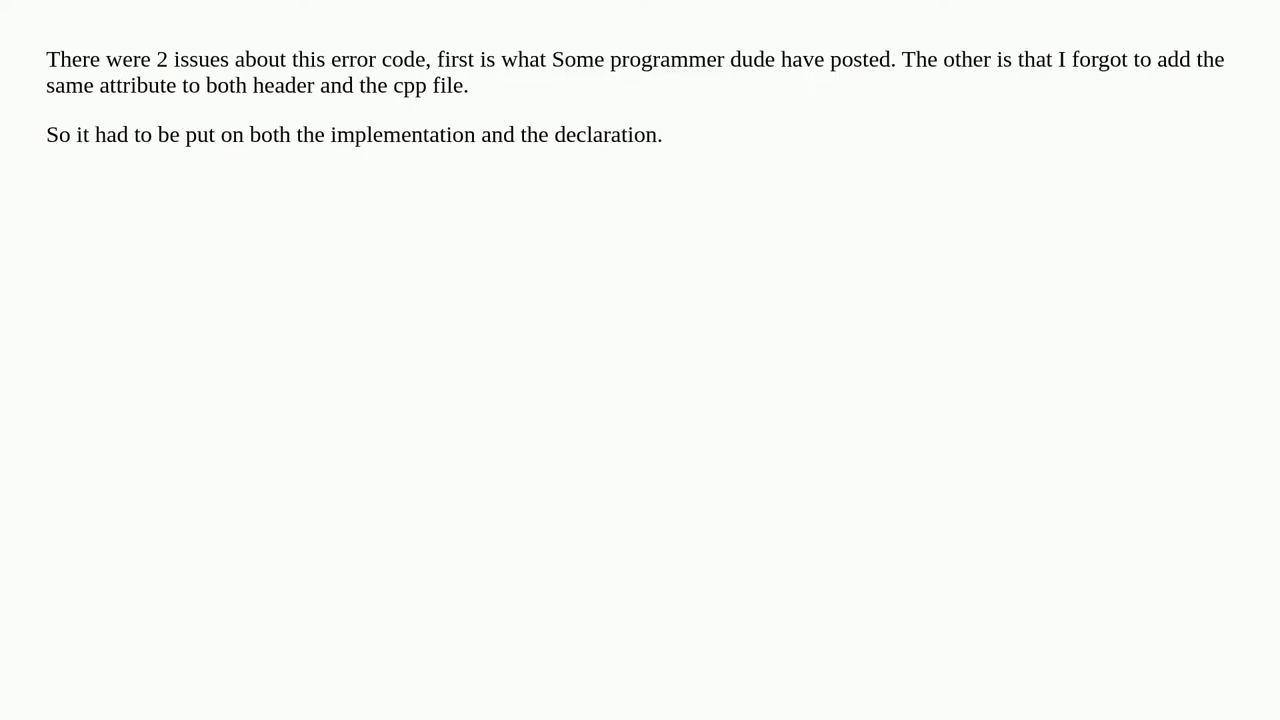 There were 2 issues about this error code, first is what Some programmer dude have posted. The other is that I forgot to add the
same attribute to both header and the cpp file.
So it had to be put on both the implementation and the declaration.